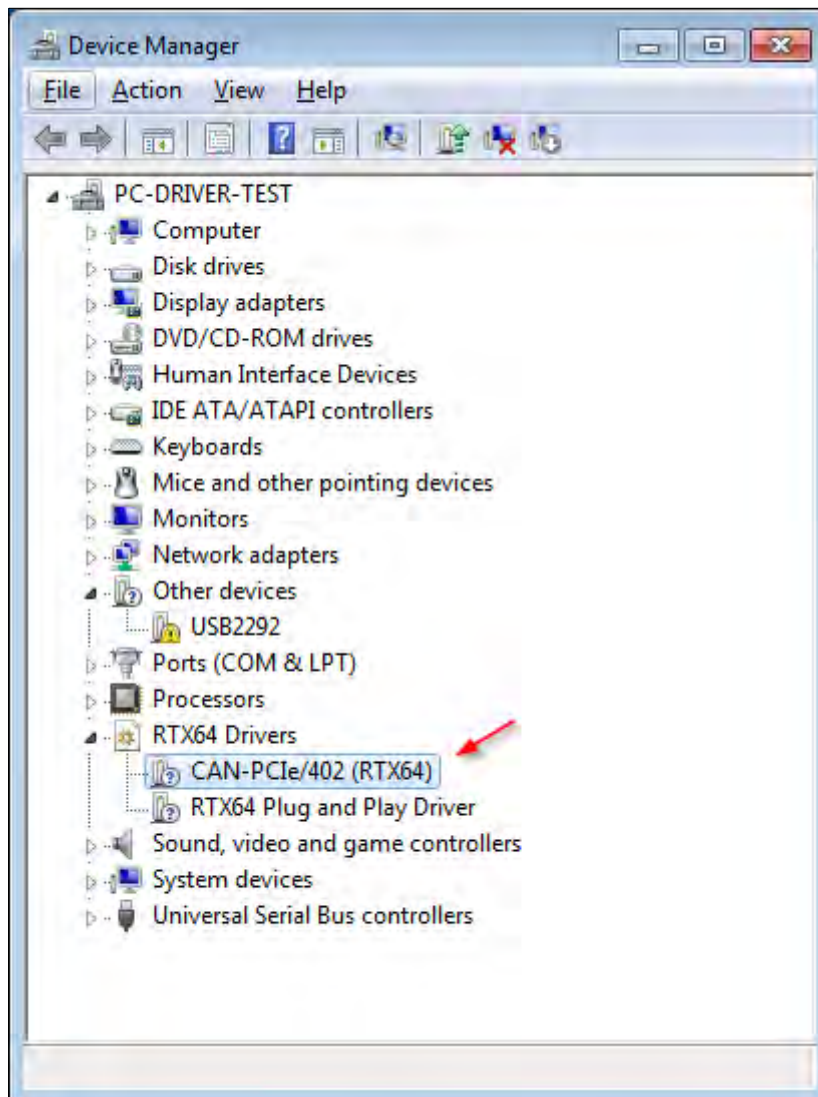 Device Manager
File Action View Help
PC-DRIVER-TEST
Computer
Disk drives
Display adapters
DVD/CD-ROM drives
Human Interface Devices
IDE ATA/ATAPI controllers
Keyboards
Mice and other pointing devices
Monitors
Network adapters
Other devices
USB2292
Ports (COM & LPT)
Processors
RTX64 Drivers
CAN-PCIe/402 (RTX64)
RTX64 Plug and Play Driver
Sound, video and game controllers
System devices
Universal Serial Bus controllers